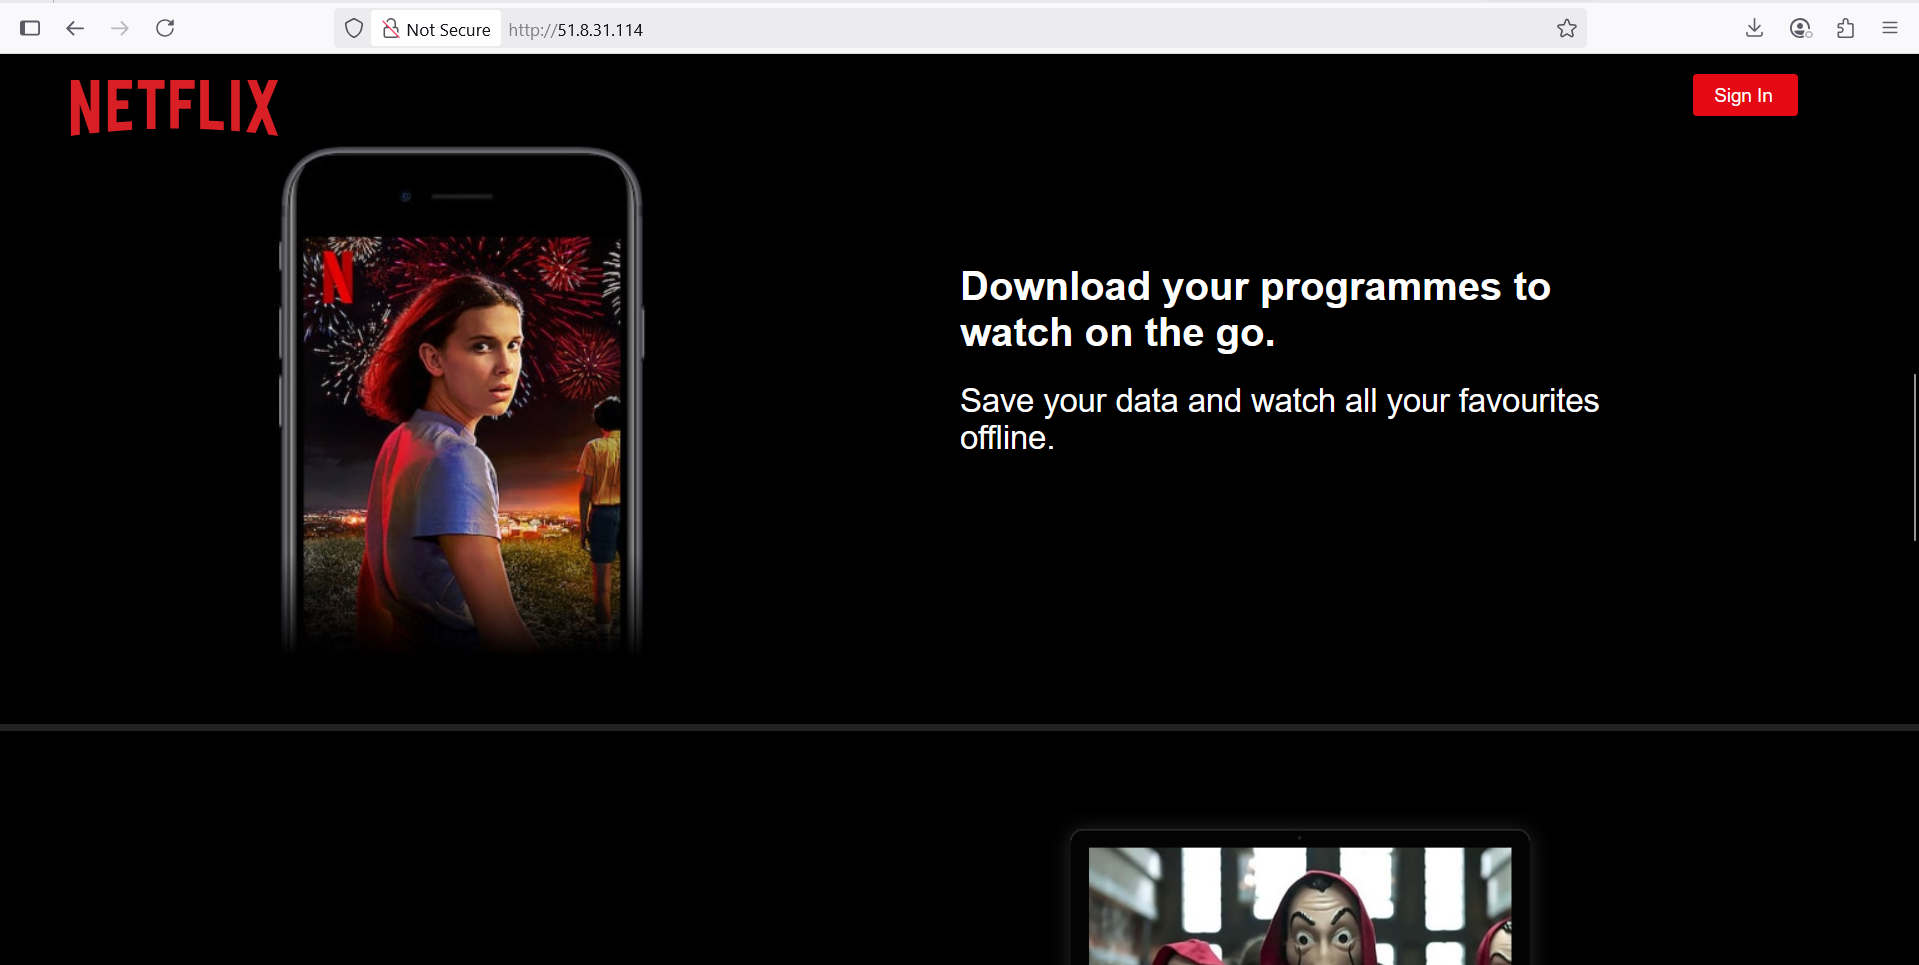 Not Secure http://51.8.31.114
NETFLIX
Sign In
N
Download your programmes to
watch on the go.
Save your data and watch all your favourites
offline.